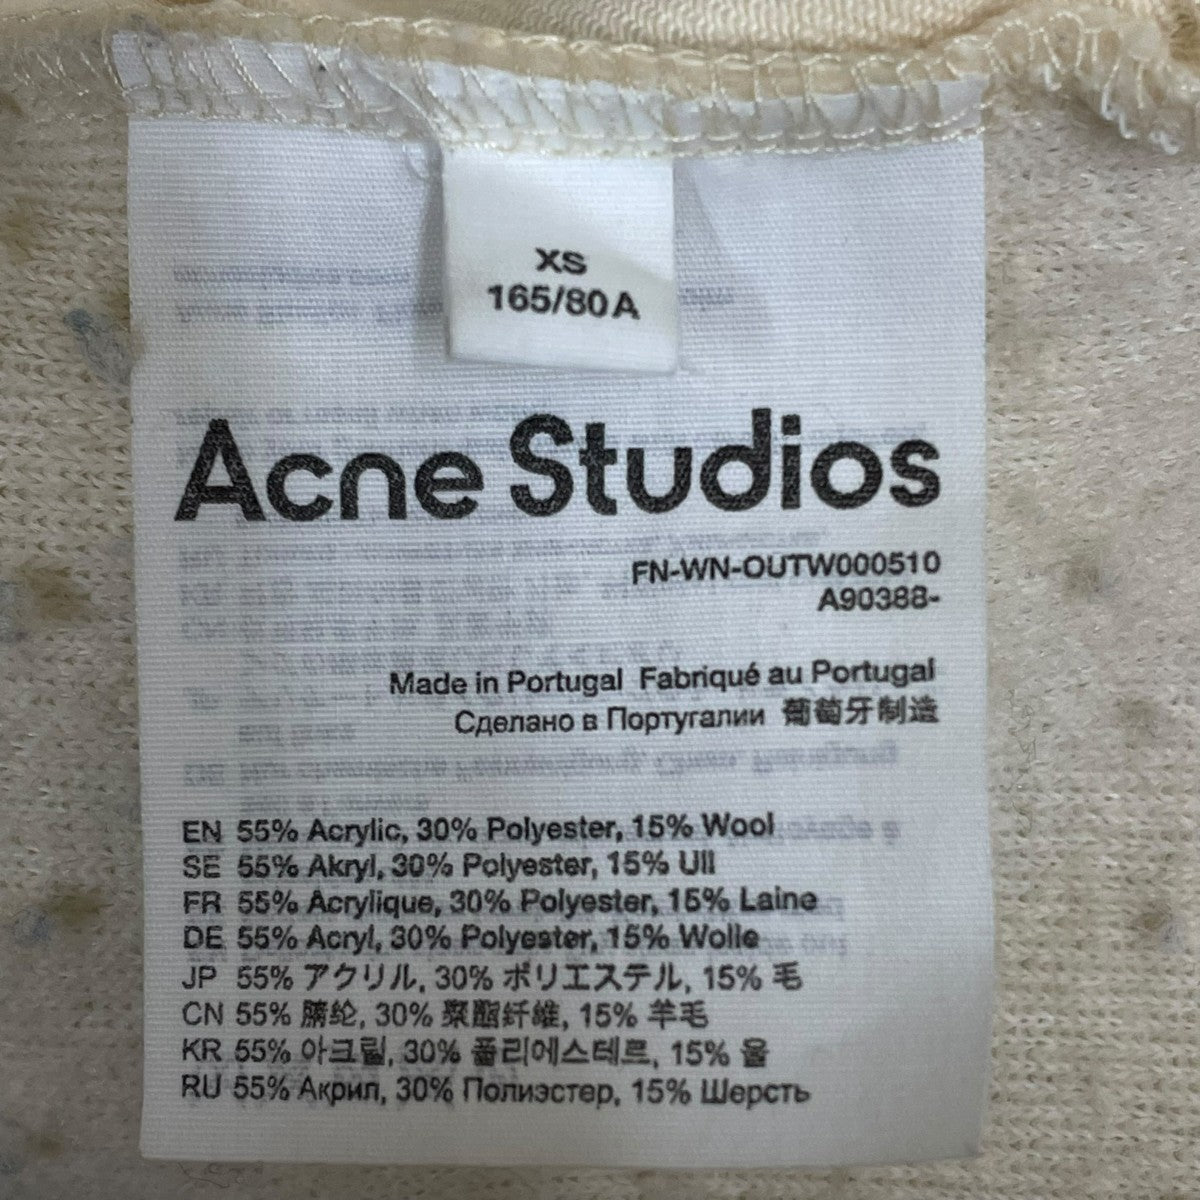 XS
165/80A
Acne Studios
FN-WN-OUTW000510
A90388-
Made in Portugal Fabriqué au Portugal
Сделано в Португалии 葡萄牙制造
EN 55% Acrylic, 30% Polyester, 15% Wool
SE 55% Akryl, 30% Polyester, 15% Ull
FR 55% Acrylique, 30% Polyester, 15% Laine
DE 55% Acryl, 30% Polyester, 15% Wolle
JP 55% アクリル, 30% ポリエステル, 15% 毛
CN 55% 腈纶, 30% 聚酯纤维, 15% 羊毛
KR 55% 아크릴, 30% 폴리에스테르, 15% 울
RU 55% Акрил, 30% Полиэстер, 15% Шерсть